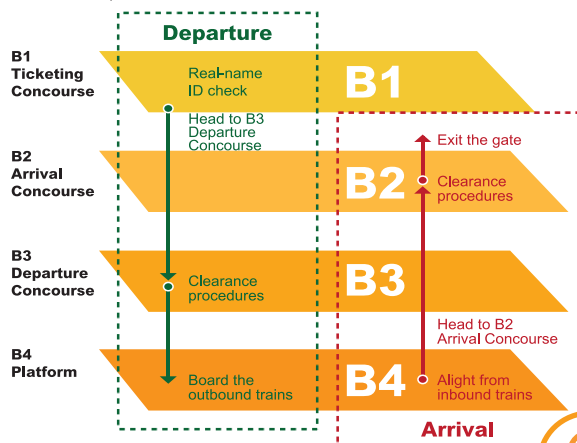 Departure
B1
Ticketing
Concourse
Real-name
ID check
B1
Head to B3
Departure
Concourse
Exit the gate
B2
Arrival
Concourse
B2
Clearance
procedures
B3
Departure
Concourse
Clearance
procedures
B3
Head to B2
Arrival Concourse
B4
Platform
Board the
outbound trains
B4
Alight from
inbound trains
Arrival